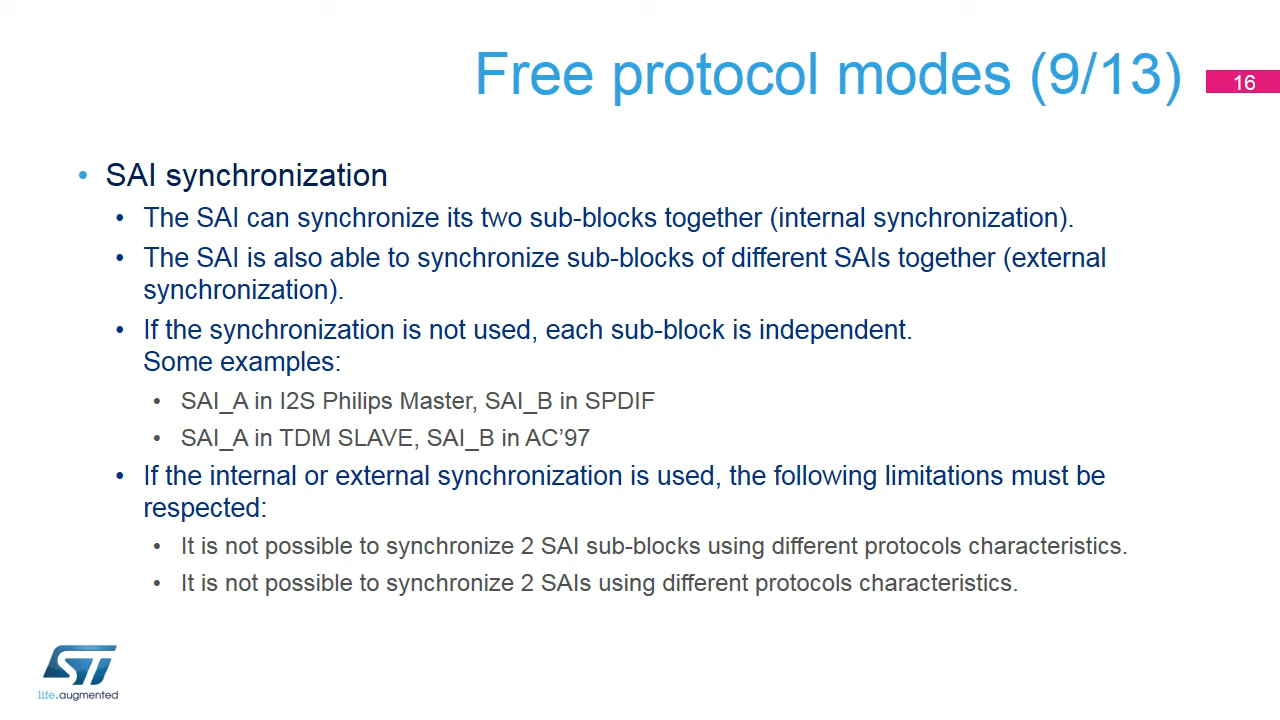 Free protocol modes (9/13)
16
• SAI synchronization
• The SAI can synchronize its two sub-blocks together (internal synchronization).
• The SAI is also able to synchronize sub-blocks of different SAIs together (external
synchronization).
• If the synchronization is not used, each sub-block is independent.
Some examples:
• SAI_A in I2S Philips Master, SAI_B in SPDIF
• SAI_A in TDM SLAVE, SAI_B in AC’97
• If the internal or external synchronization is used, the following limitations must be
respected:
• It is not possible to synchronize 2 SAI sub-blocks using different protocols characteristics.
• It is not possible to synchronize 2 SAIs using different protocols characteristics.
ST
life.augmented